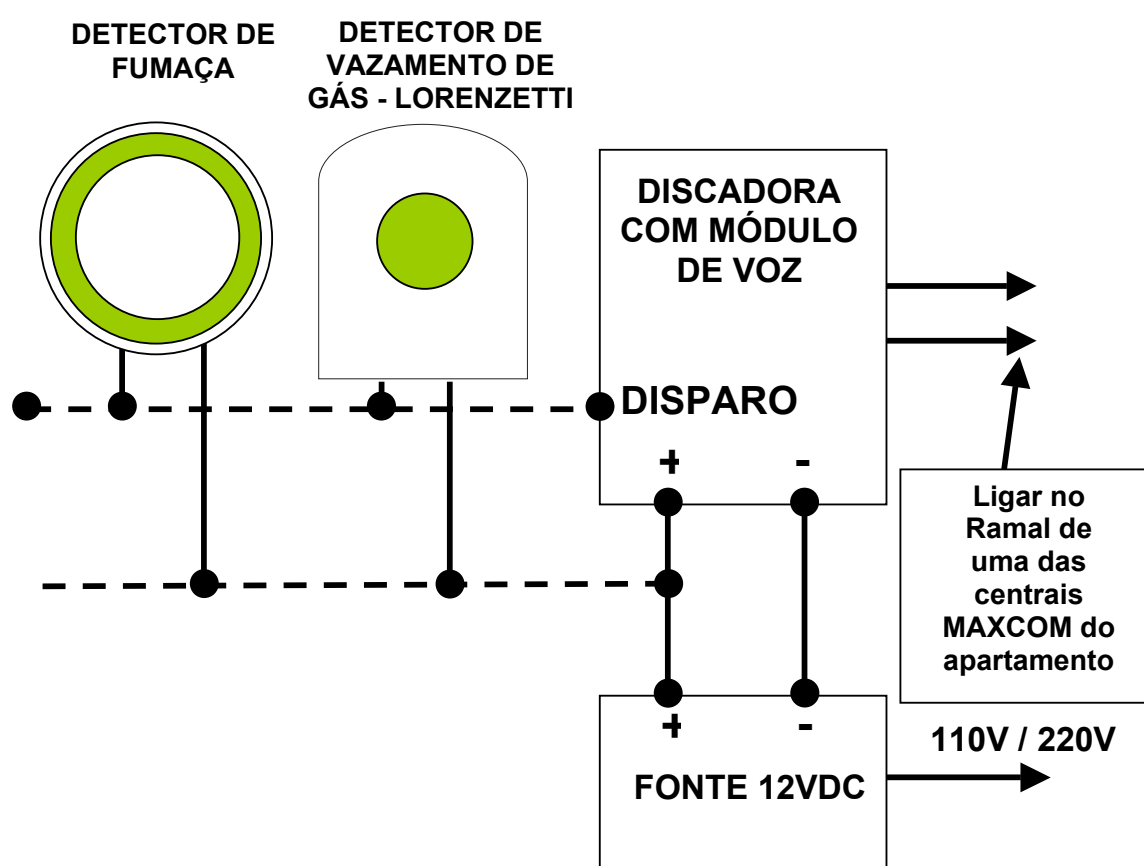 DETECTOR DE
FUMAÇA
DETECTOR DE
VAZAMENTO DE
GÁS - LORENZETTI
DISCADORA
COM MÓDULO
DE VOZ
DISPARO
+ -
Ligar no
Ramal de
uma das
centrais
MAXCOM do
apartamento
+ -
110V / 220V
FONTE 12VDC